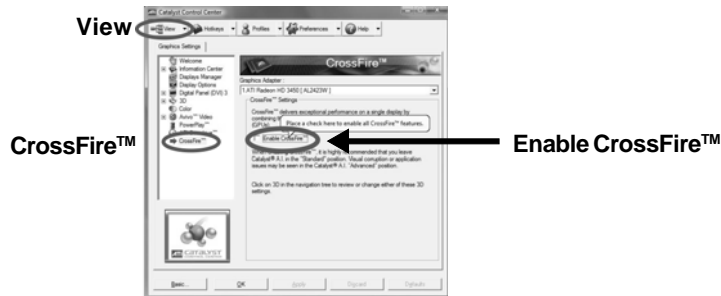 Catalyst Control Center
View
View Hotkeys Profiles Preferences Help
Graphics Settings
Welcome
Information Center
Displays Manager
Display Options
Digital Panel (DVI) 3
3D
Color
Avivo™ Video
PowerPlay™
CrossFire™
CrossFire™
Graphics Adapter :
1.ATI Radeon HD 3450 [ AL2423W ]
CrossFire™ Settings
CrossFire™ delivers exceptional performance on a single display by
combining
(GPUs).
Place a check here to enable all CrossFire™ features.
Enable CrossFire™
CrossFire™
Enable CrossFire™
When using CrossFire™, it is highly recommended that you leave
Catalyst® A.I. in the "Standard" position. Visual corruption or application
issues may be seen in the Catalyst® A.I. "Advanced" position.
Click on 3D in the navigation tree to review or change either of these 3D
settings.
CATALYST
Basic... OK Apply Discard Defaults